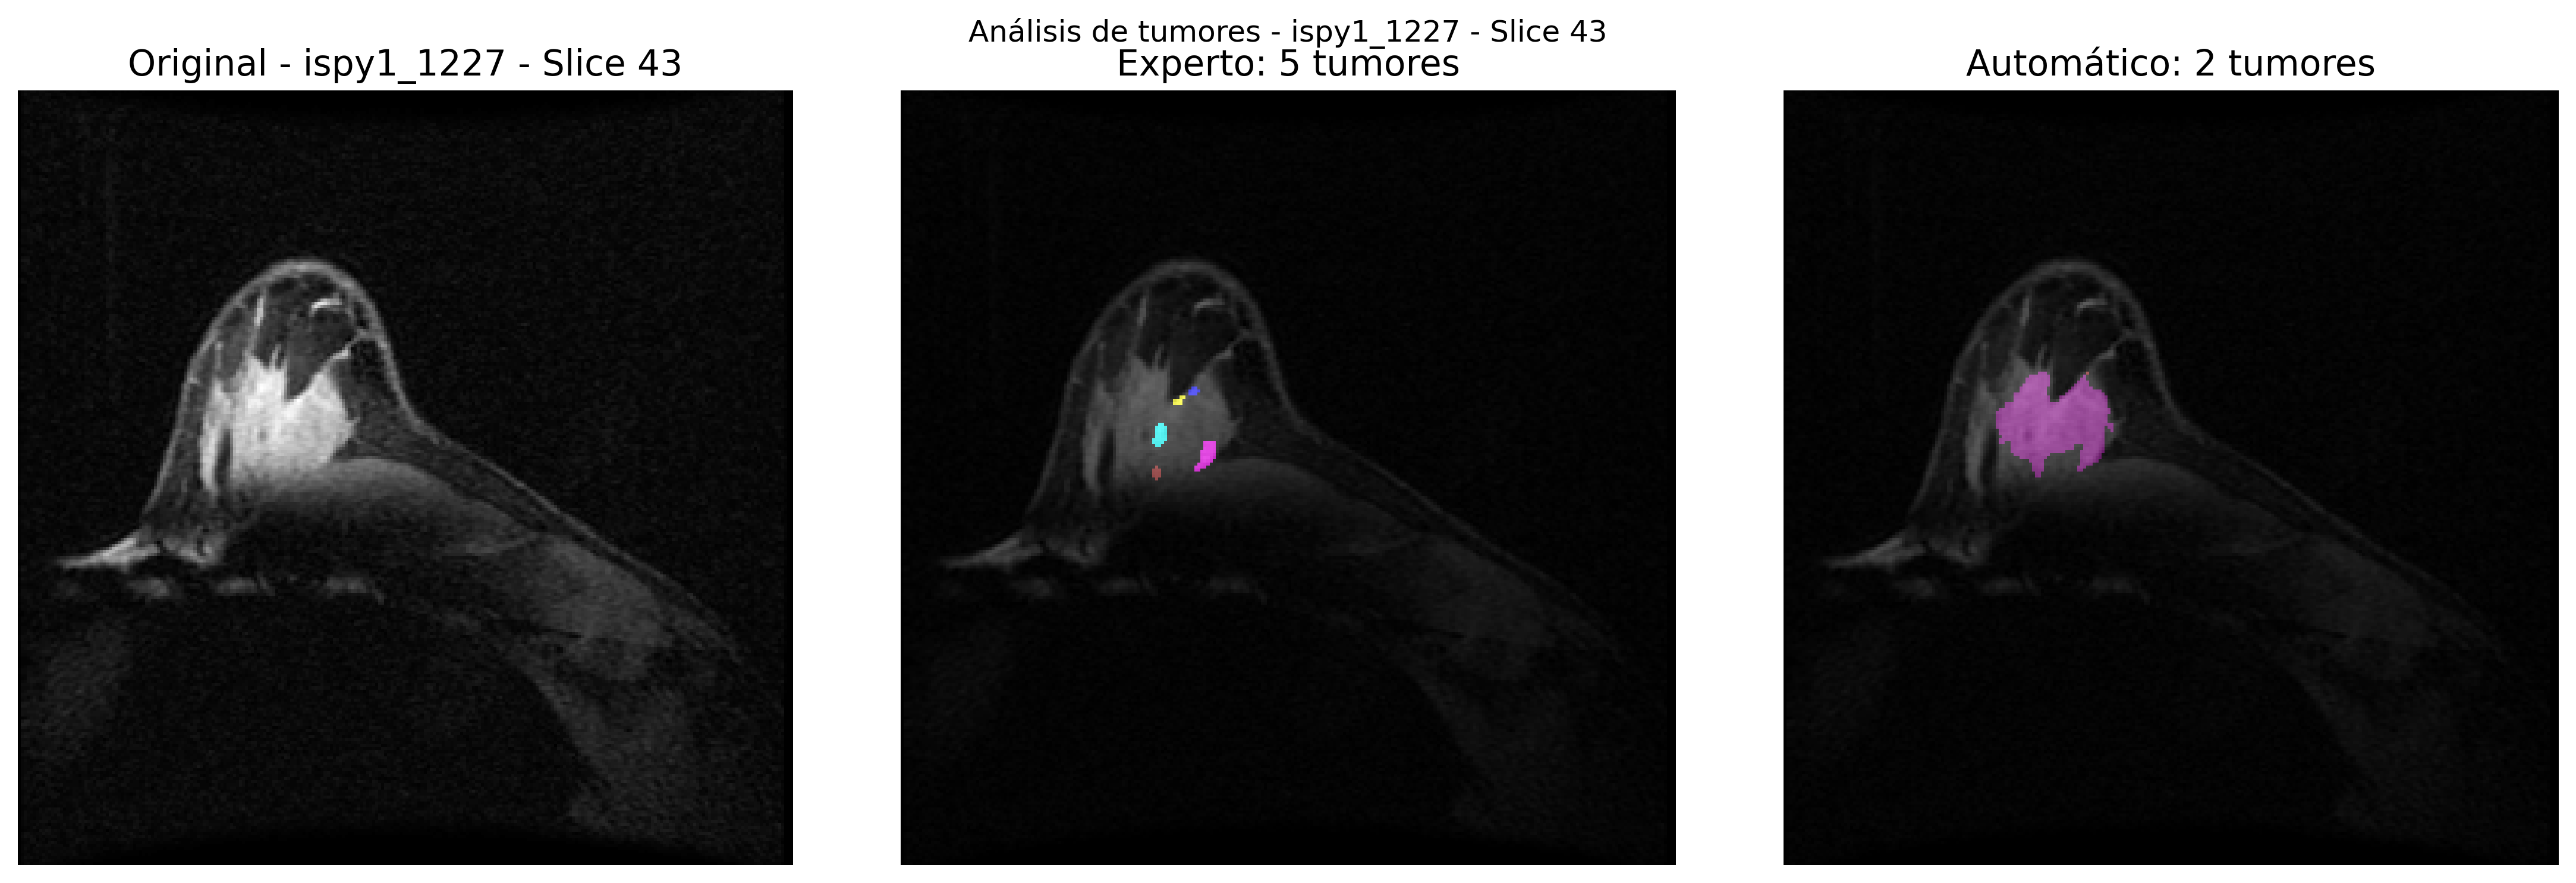 Análisis de tumores - ispy1_1227 - Slice 43
Original - ispy1_1227 - Slice 43
Experto: 5 tumores
Automático: 2 tumores